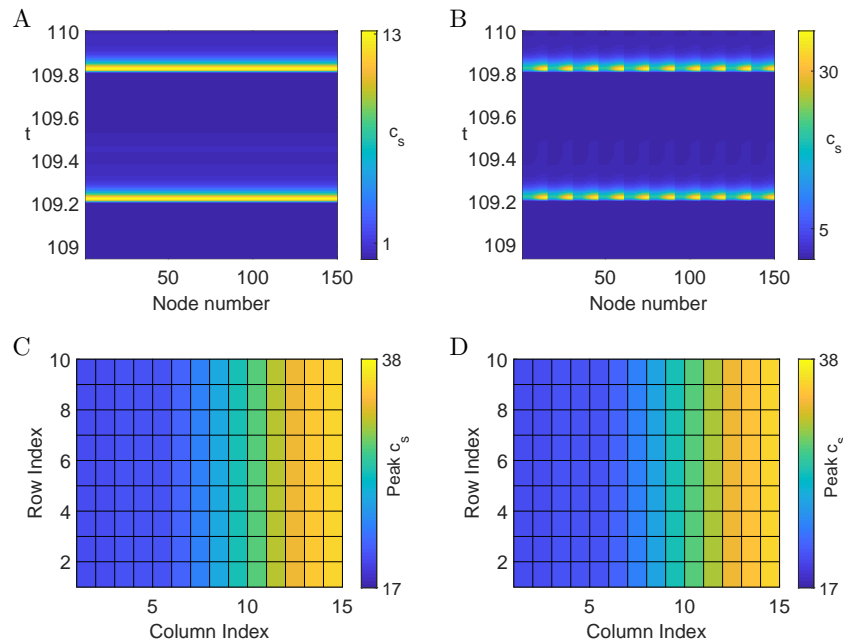 A
110
109.8
109.6
t
109.4
109.2
109
50
100
150
Node number
13
c_s
1
B
110
109.8
109.6
t
109.4
109.2
109
50
100
150
Node number
30
c_s
5
C
10
8
6
4
2
Row Index
5
10
15
Column Index
38
Peak c_s
17
D
10
8
6
4
2
Row Index
5
10
15
Column Index
38
Peak c_s
17